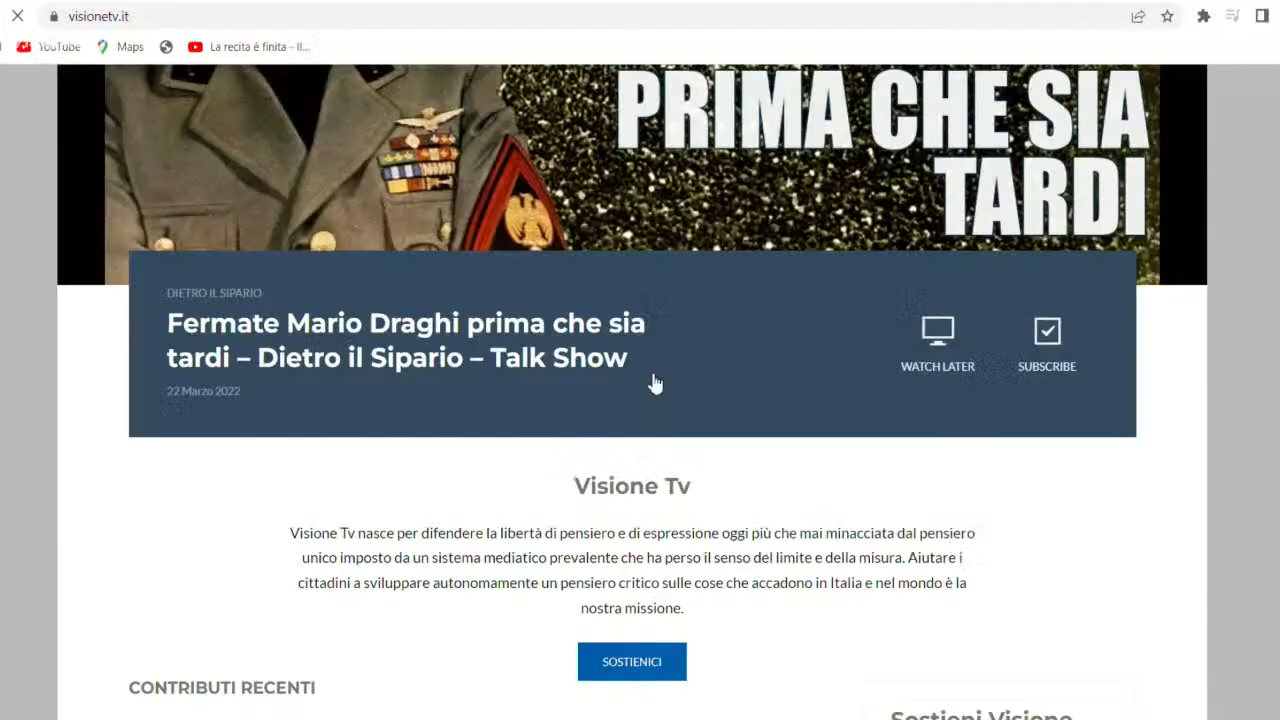 visionetv.it
YouTube
Maps
La recita è finita - Il...
PRIMA CHE SIA
TARDI
DIETRO IL SIPARIO
Fermate Mario Draghi prima che sia
tardi – Dietro il Sipario – Talk Show
22 Marzo 2022
WATCH LATER
SUBSCRIBE
Visione Tv
Visione Tv nasce per difendere la libertà di pensiero e di espressione oggi più che mai minacciata dal pensiero
unico imposto da un sistema mediatico prevalente che ha perso il senso del limite e della misura. Aiutare i
cittadini a sviluppare autonomamente un pensiero critico sulle cose che accadono in Italia e nel mondo è la
nostra missione.
SOSTIENICI
CONTRIBUTI RECENTI
Sostieni Visione